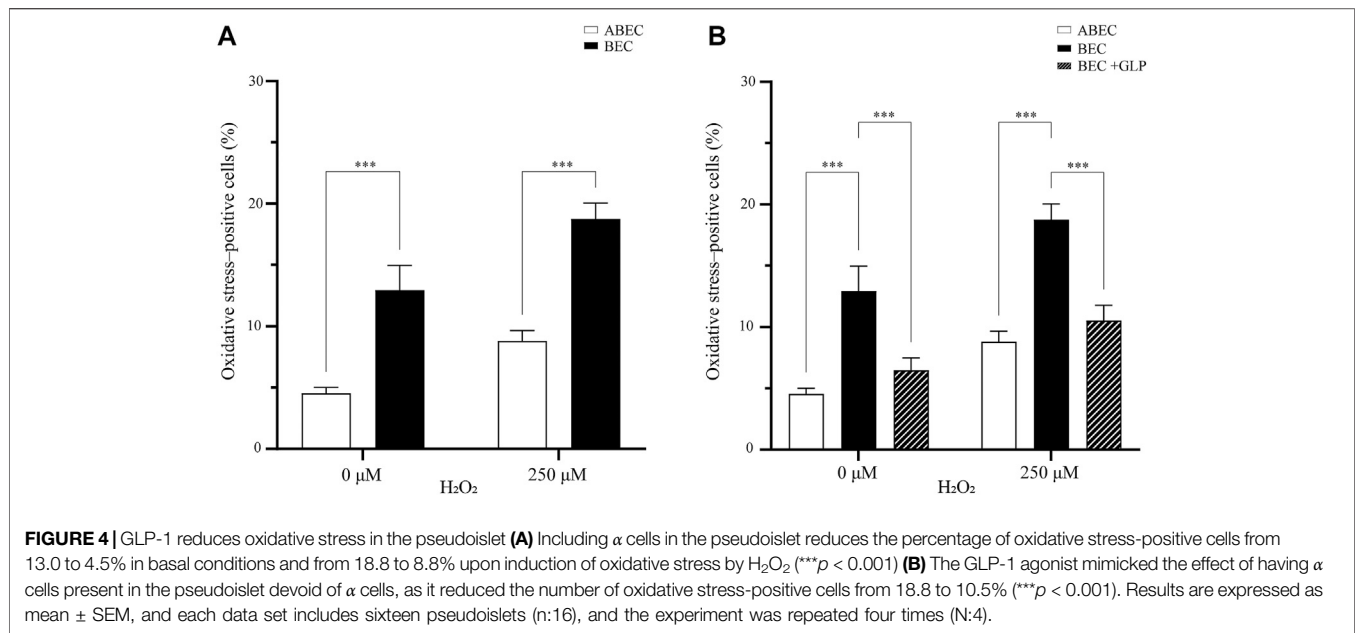 A
ABEC
BEC
Oxidative stress–positive cells (%)
30
20
10
0
***
***
0 µM
250 µM
H₂O₂
B
ABEC
BEC
BEC +GLP
Oxidative stress–positive cells (%)
30
20
10
0
***
***
***
***
0 µM
250 µM
H₂O₂
FIGURE 4 | GLP-1 reduces oxidative stress in the pseudoislet (A) Including α cells in the pseudoislet reduces the percentage of oxidative stress-positive cells from
13.0 to 4.5% in basal conditions and from 18.8 to 8.8% upon induction of oxidative stress by H₂O₂ (***p < 0.001) (B) The GLP-1 agonist mimicked the effect of having α
cells present in the pseudoislet devoid of α cells, as it reduced the number of oxidative stress-positive cells from 18.8 to 10.5% (***p < 0.001). Results are expressed as
mean ± SEM, and each data set includes sixteen pseudoislets (n:16), and the experiment was repeated four times (N:4).